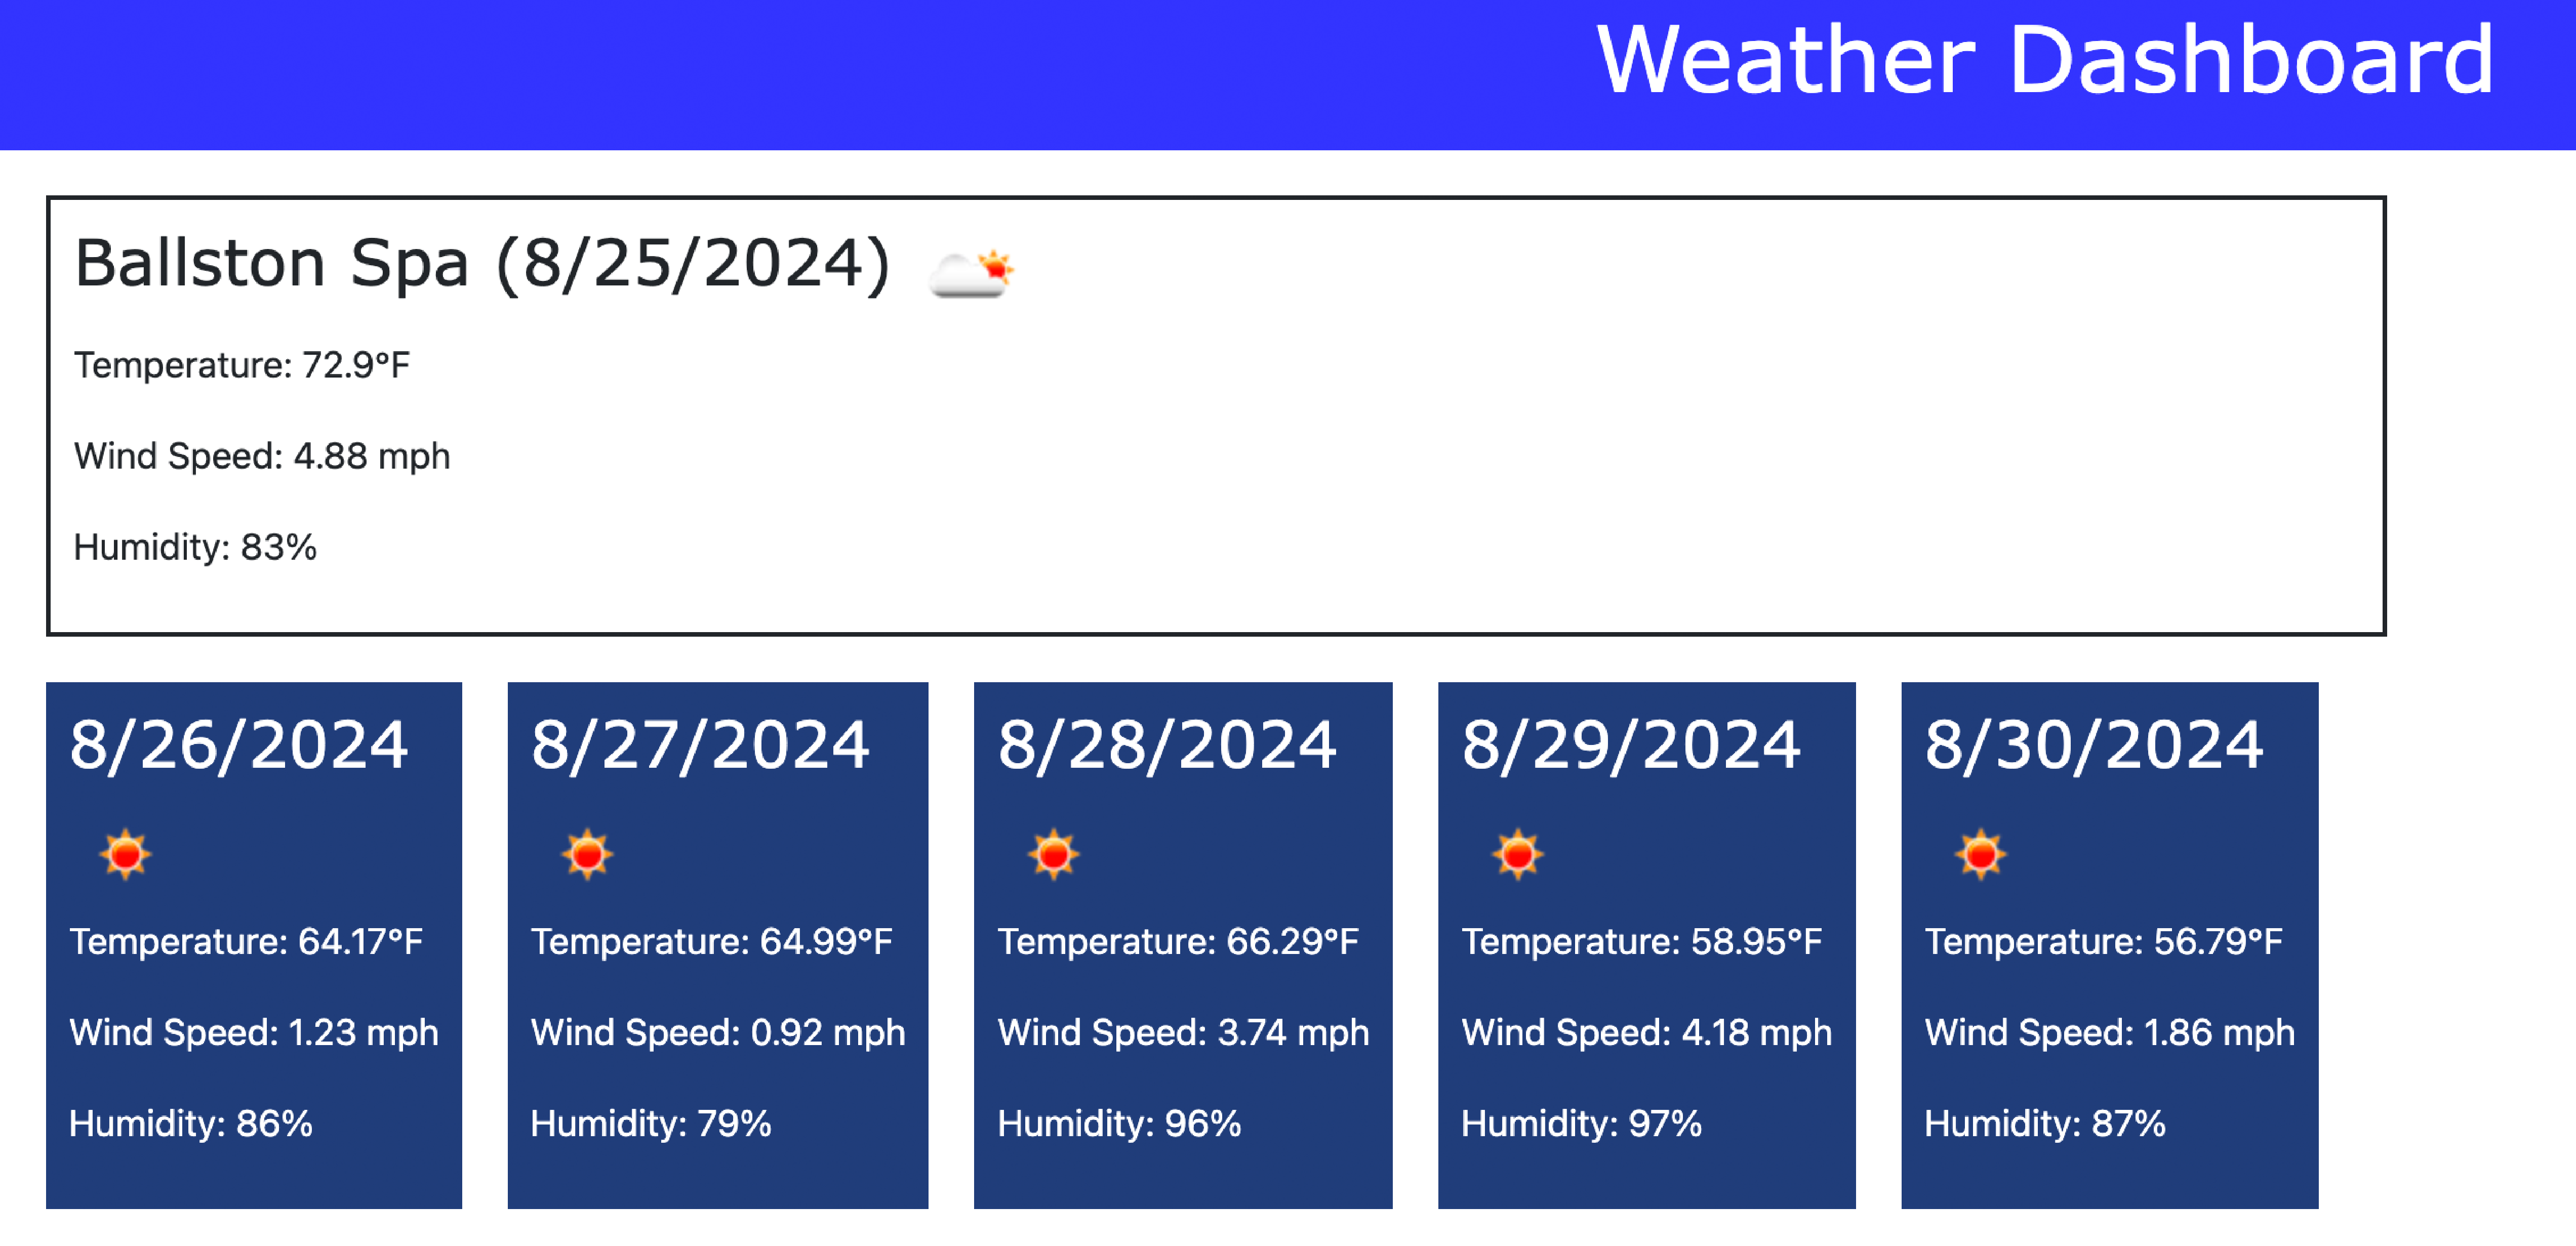 Weather Dashboard
Ballston Spa (8/25/2024)
Temperature: 72.9°F
Wind Speed: 4.88 mph
Humidity: 83%
8/26/2024
Temperature: 64.17°F
Wind Speed: 1.23 mph
Humidity: 86%
8/27/2024
Temperature: 64.99°F
Wind Speed: 0.92 mph
Humidity: 79%
8/28/2024
Temperature: 66.29°F
Wind Speed: 3.74 mph
Humidity: 96%
8/29/2024
Temperature: 58.95°F
Wind Speed: 4.18 mph
Humidity: 97%
8/30/2024
Temperature: 56.79°F
Wind Speed: 1.86 mph
Humidity: 87%